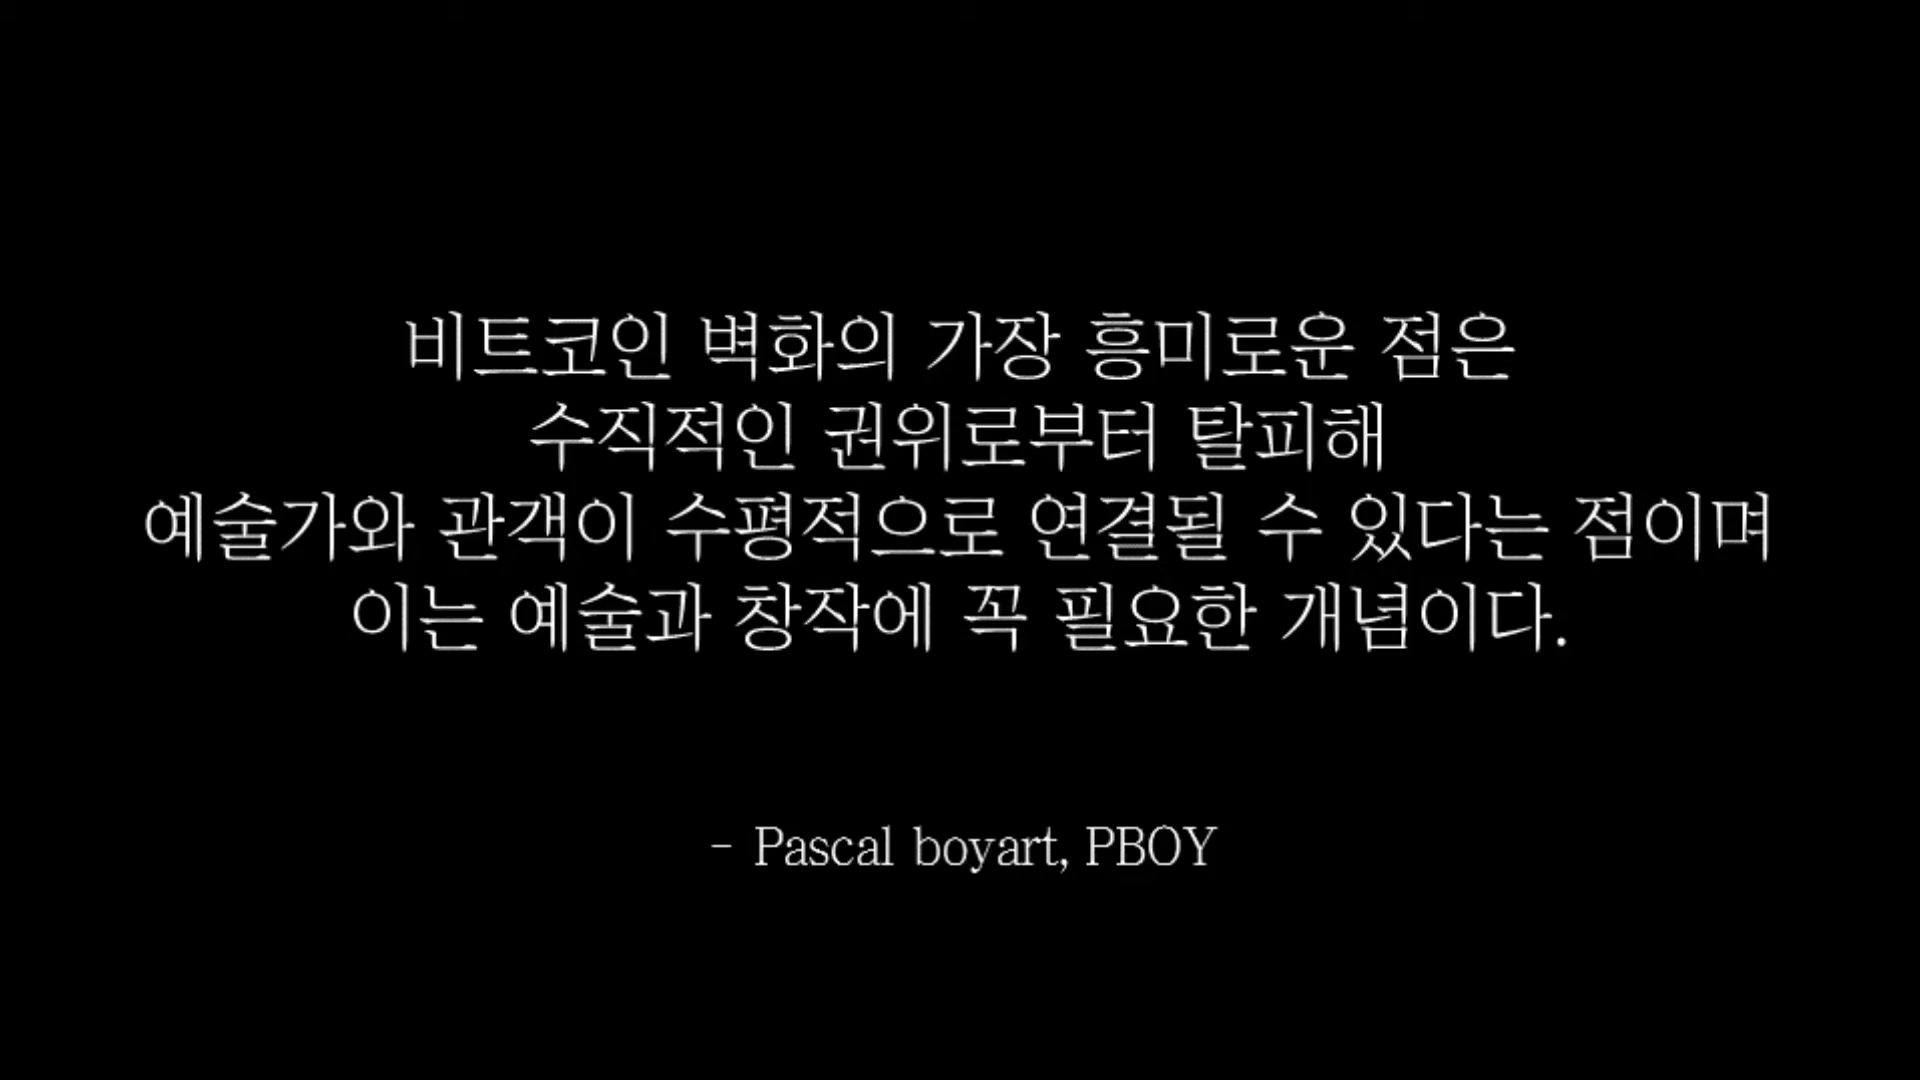 비트코인 벽화의 가장 흥미로운 점은
수직적인 권위로부터 탈피해
예술가와 관객이 수평적으로 연결될 수 있다는 점이며
이는 예술과 창작에 꼭 필요한 개념이다.
- Pascal boyart, PBOY